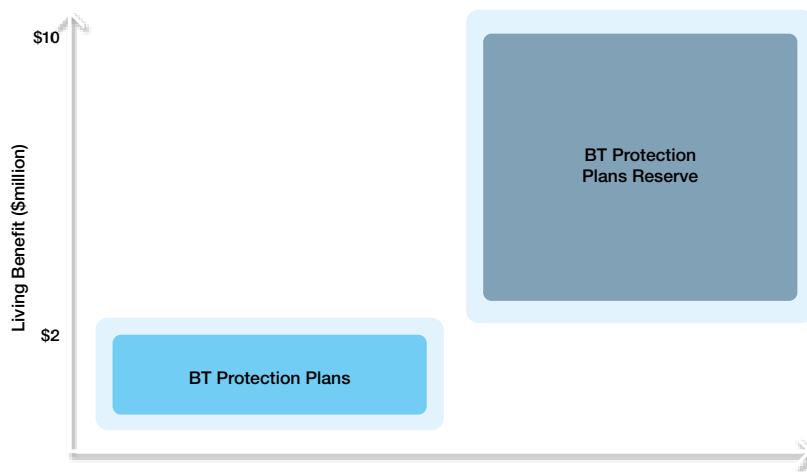 $10
BT Protection
Plans Reserve
Living Benefit ($million)
$2
BT Protection Plans